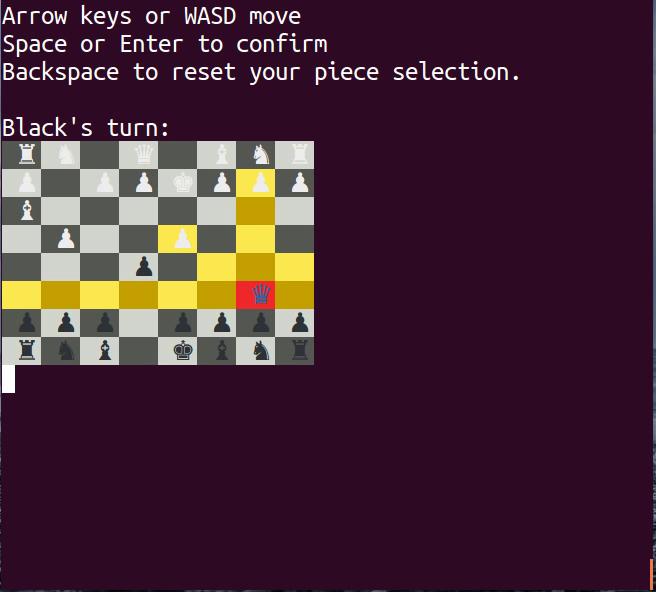 Arrow keys or WASD move
Space or Enter to confirm
Backspace to reset your piece selection.
Black's turn: